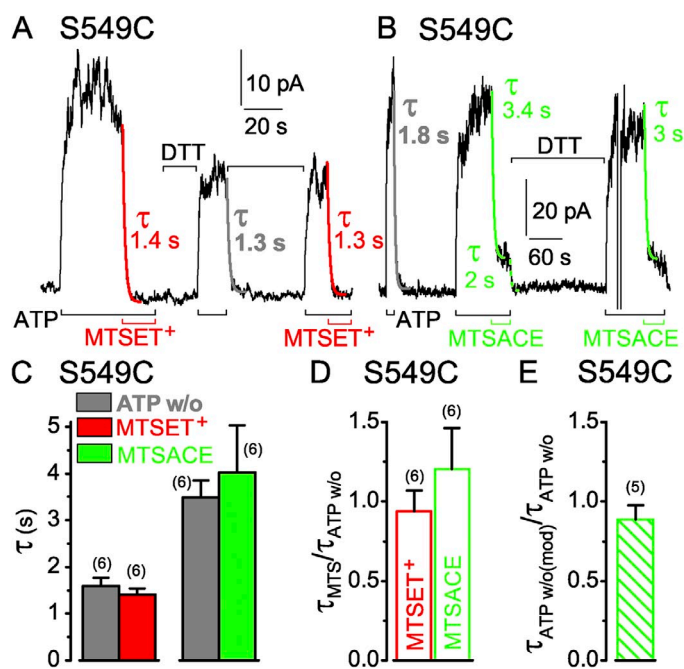 A S549C
10 pA
20 s
DTT
τ
1.4 s
τ
1.3 s
τ
1.3 s
ATP
MTSET+
MTSET+
B S549C
τ
1.8 s
τ
3.4 s
τ
3 s
DTT
20 pA
60 s
τ
2 s
ATP
MTSACE
MTSACE
C S549C
ATP w/o
MTSET+
MTSACE
τ (s)
5
4
3
2
1
0
(6)
(6)
(6)
(6)
D S549C
τMTS/τATP w/o
1.5
1.0
0.5
0.0
(6)
(6)
MTSET+
MTSACE
E S549C
τATP w/o(mod)/τATP w/o
1.5
1.0
0.5
0.0
(5)